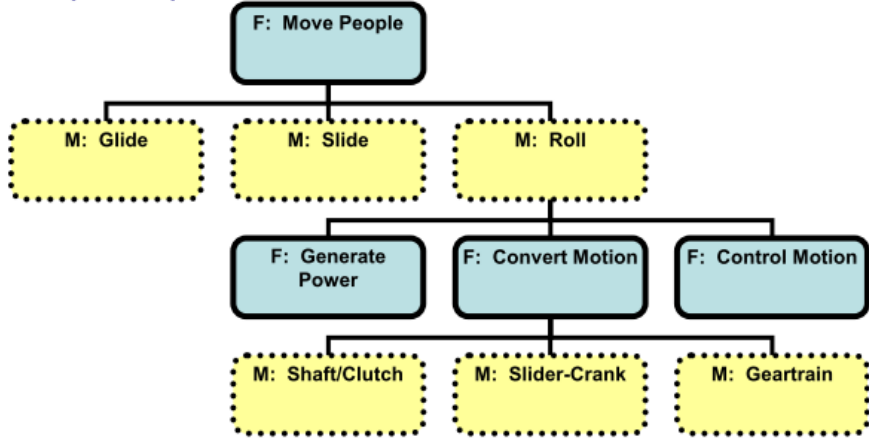 F: Move People
M: Glide
M: Slide
M: Roll
F: Generate
Power
F: Convert Motion
F: Control Motion
M: Shaft/Clutch
M: Slider-Crank
M: Geartrain